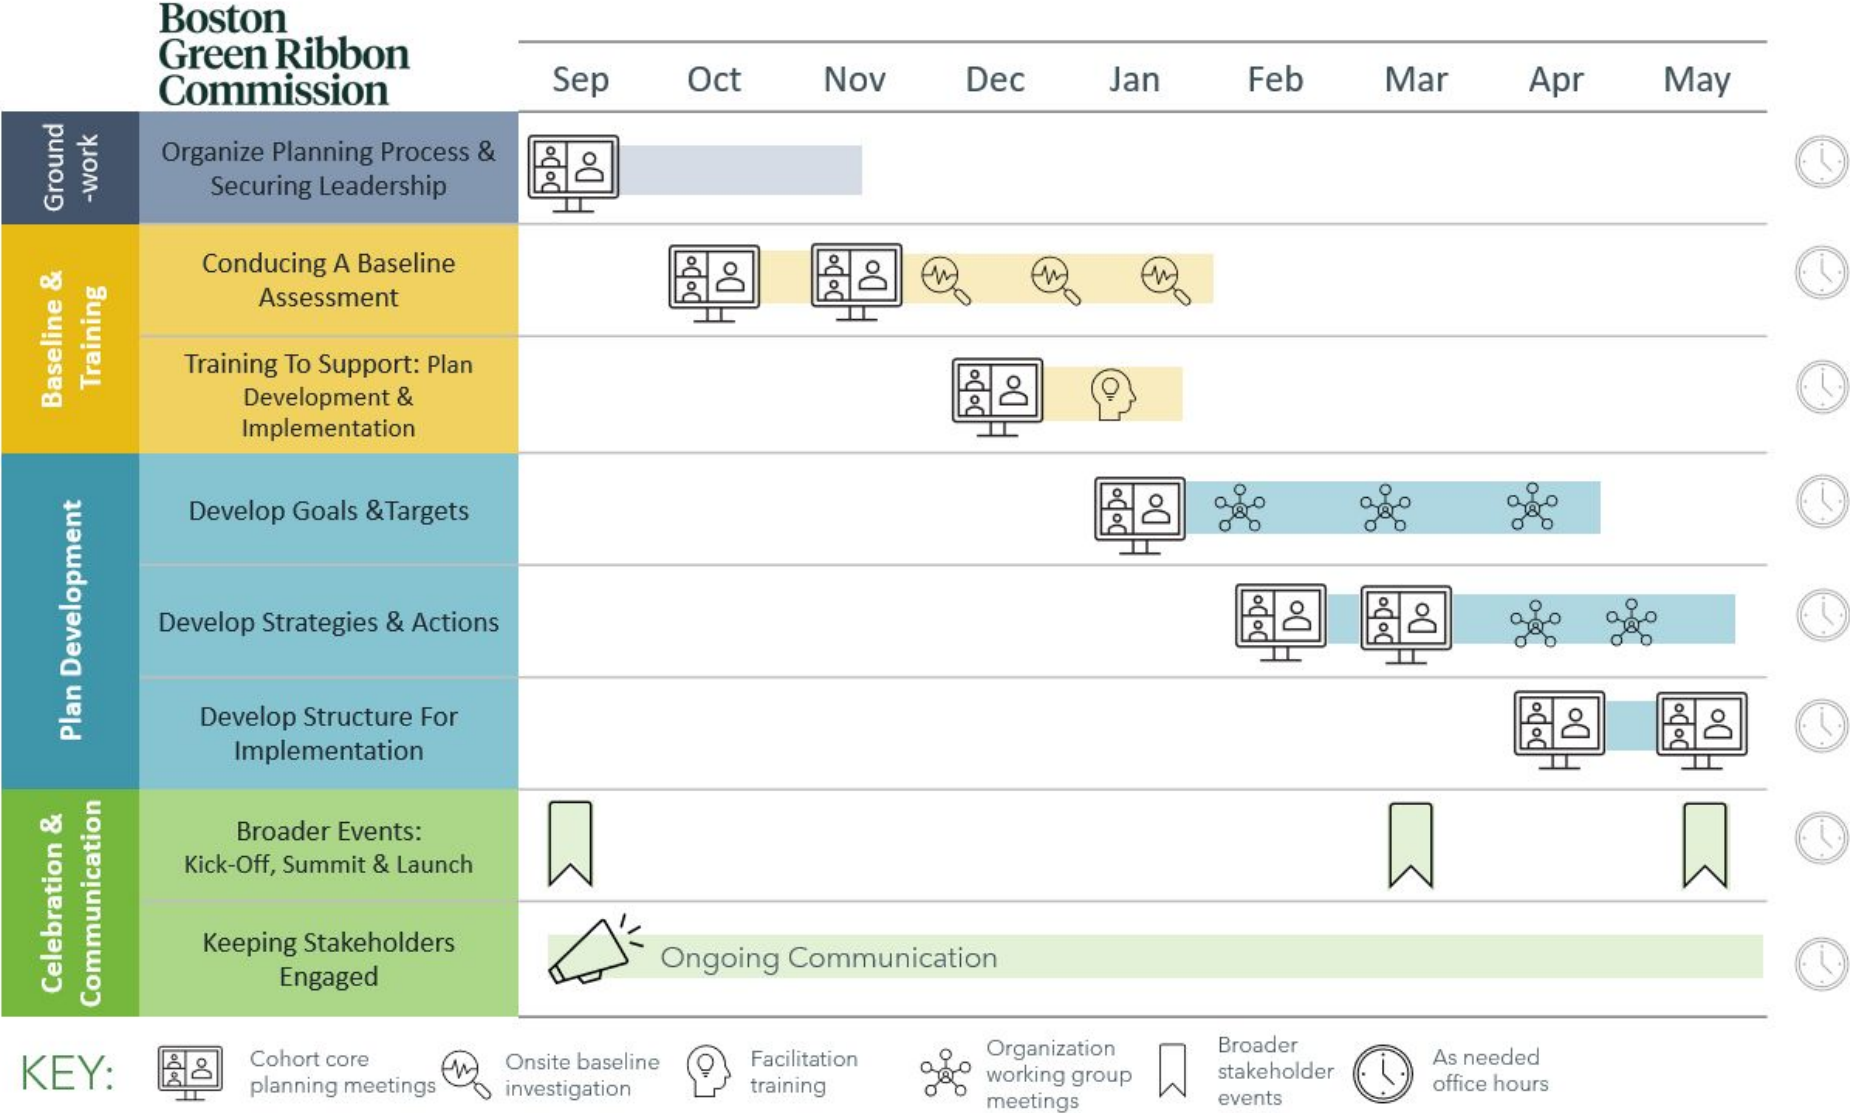 Boston
Green Ribbon
Commission
Sep Oct Nov Dec Jan Feb Mar Apr May
Ground
-work
Organize Planning Process &
Securing Leadership
Baseline &
Training
Conducing A Baseline
Assessment
Training To Support: Plan
Development &
Implementation
Plan Development
Develop Goals &Targets
Develop Strategies & Actions
Develop Structure For
Implementation
Celebration &
Communication
Broader Events:
Kick-Off, Summit & Launch
Keeping Stakeholders
Engaged
Ongoing Communication
KEY:
Cohort core
planning meetings
Onsite baseline
investigation
Facilitation
training
Organization
working group
meetings
Broader
stakeholder
events
As needed
office hours